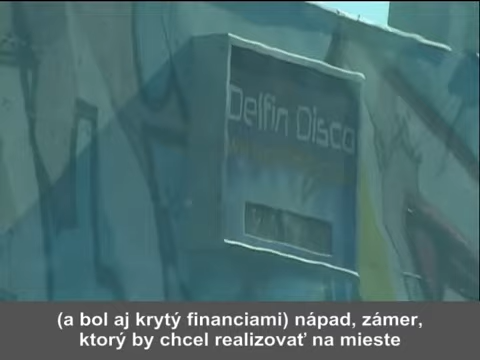 Delfin Disco
(a bol aj krytý financiami) nápad, zámer,
ktorý by chcel realizovať na mieste